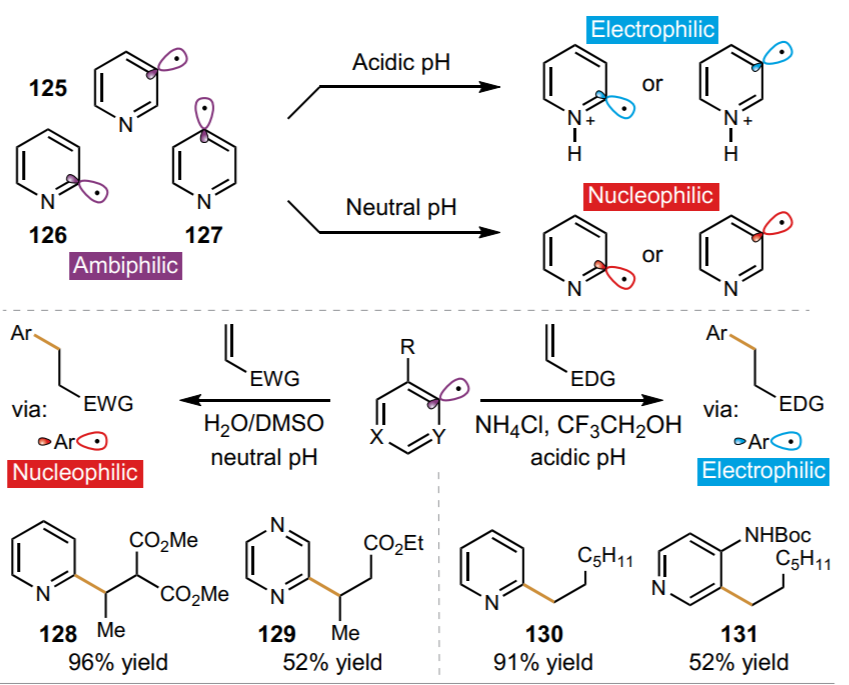 Electrophilic
125
N
Acidic pH
or
N+
H
N+
H
N
126
N
127
Ambiphilic
Neutral pH
Nucleophilic
N
or
N
Ar
EWG
via:
Ar
Nucleophilic
EWG
H2O/DMSO
neutral pH
R
X
Y
EDG
NH4Cl, CF3CH2OH
acidic pH
Ar
EDG
via:
Ar
Electrophilic
N
CO2Me
CO2Me
Me
128
96% yield
N
N
CO2Et
Me
129
52% yield
N
C5H11
130
91% yield
N
NHBoc
C5H11
131
52% yield